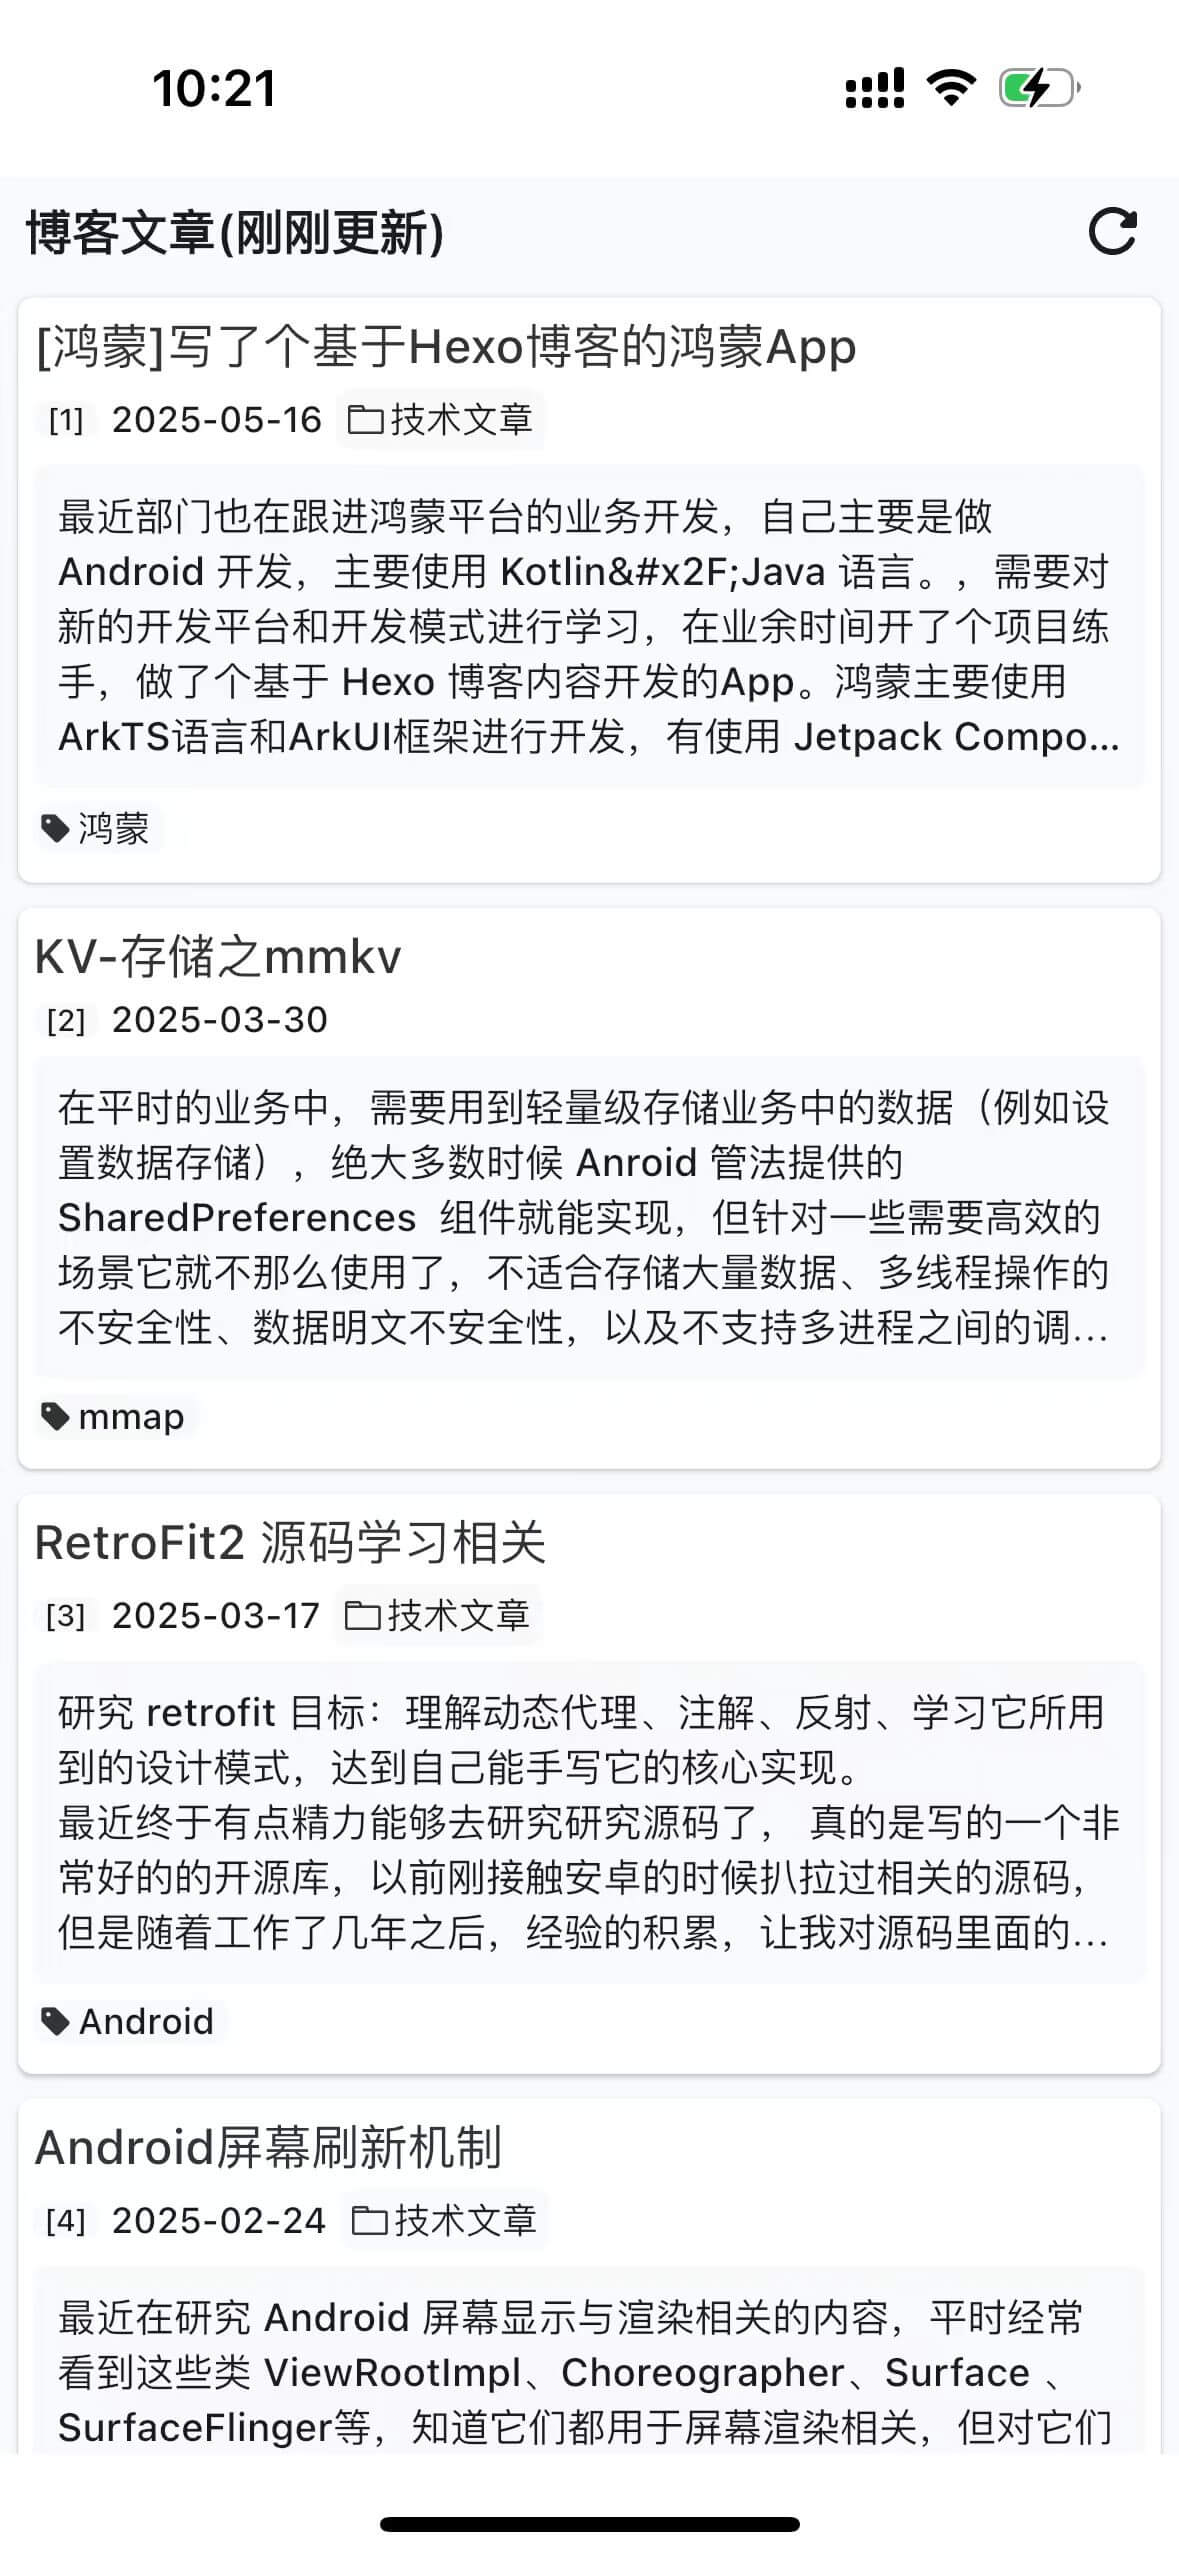 10:21
博客文章(刚刚更新)
[鸿蒙]写了个基于Hexo博客的鸿蒙App
[1] 2025-05-16 技术文章
最近部门也在跟进鸿蒙平台的业务开发，自己主要是做
Android 开发，主要使用 Kotlin&#x2F;Java 语言。，需要对
新的开发平台和开发模式进行学习，在业余时间开了个项目练
手，做了个基于 Hexo 博客内容开发的App。鸿蒙主要使用
ArkTS语言和ArkUI框架进行开发，有使用 Jetpack Compo...
鸿蒙
KV-存储之mmkv
[2] 2025-03-30
在平时的业务中，需要用到轻量级存储业务中的数据（例如设
置数据存储），绝大多数时候 Anroid 管法提供的
SharedPreferences  组件就能实现，但针对一些需要高效的
场景它就不那么使用了，不适合存储大量数据、多线程操作的
不安全性、数据明文不安全性，以及不支持多进程之间的调...
mmap
RetroFit2 源码学习相关
[3] 2025-03-17 技术文章
研究 retrofit 目标：理解动态代理、注解、反射、学习它所用
到的设计模式，达到自己能手写它的核心实现。
最近终于有点精力能够去研究研究源码了， 真的是写的一个非
常好的的开源库，以前刚接触安卓的时候扒拉过相关的源码，
但是随着工作了几年之后，经验的积累，让我对源码里面的...
Android
Android屏幕刷新机制
[4] 2025-02-24 技术文章
最近在研究 Android 屏幕显示与渲染相关的内容，平时经常
看到这些类 ViewRootImpl、Choreographer、Surface 、
SurfaceFlinger等，知道它们都用于屏幕渲染相关，但对它们